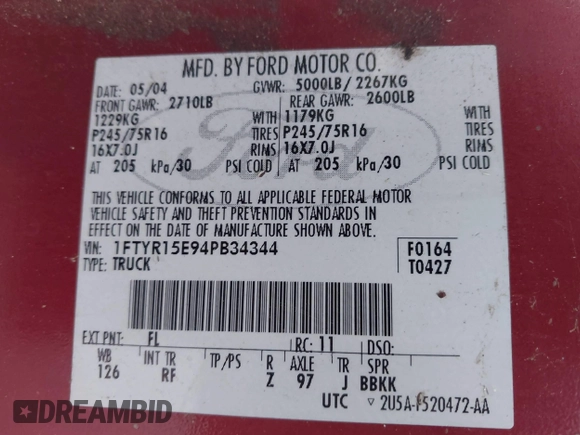 MFD. BY FORD MOTOR CO.
DATE: 05/04 GVWR: 5000LB/ 2267KG
FRONT GAWR: 2710LB REAR GAWR: 2600LB
1229KG WITH 1179KG WITH
P245/75R16 TIRES P245/75R16 TIRES
16X7.0J RIMS 16X7.0J RIMS
AT 205 kPa/30 PSI COLD AT 205 kPa/30 PSI COLD
Ford
THIS VEHICLE CONFORMS TO ALL APPLICABLE FEDERAL MOTOR
VEHICLE SAFETY AND THEFT PREVENTION STANDARDS IN
EFFECT ON THE DATE OF MANUFACTURE SHOWN ABOVE.
VIN: 1FTYR15E94PB34344 F0164
TYPE: TRUCK T0427
EXT PNT: FL RC: 11 DSO:
WB INT TR TP/PS R AXLE TR SPR
126 RF Z 97 J BBKK
UTC ▽ 2U5A-F520472-AA
DREAMBID